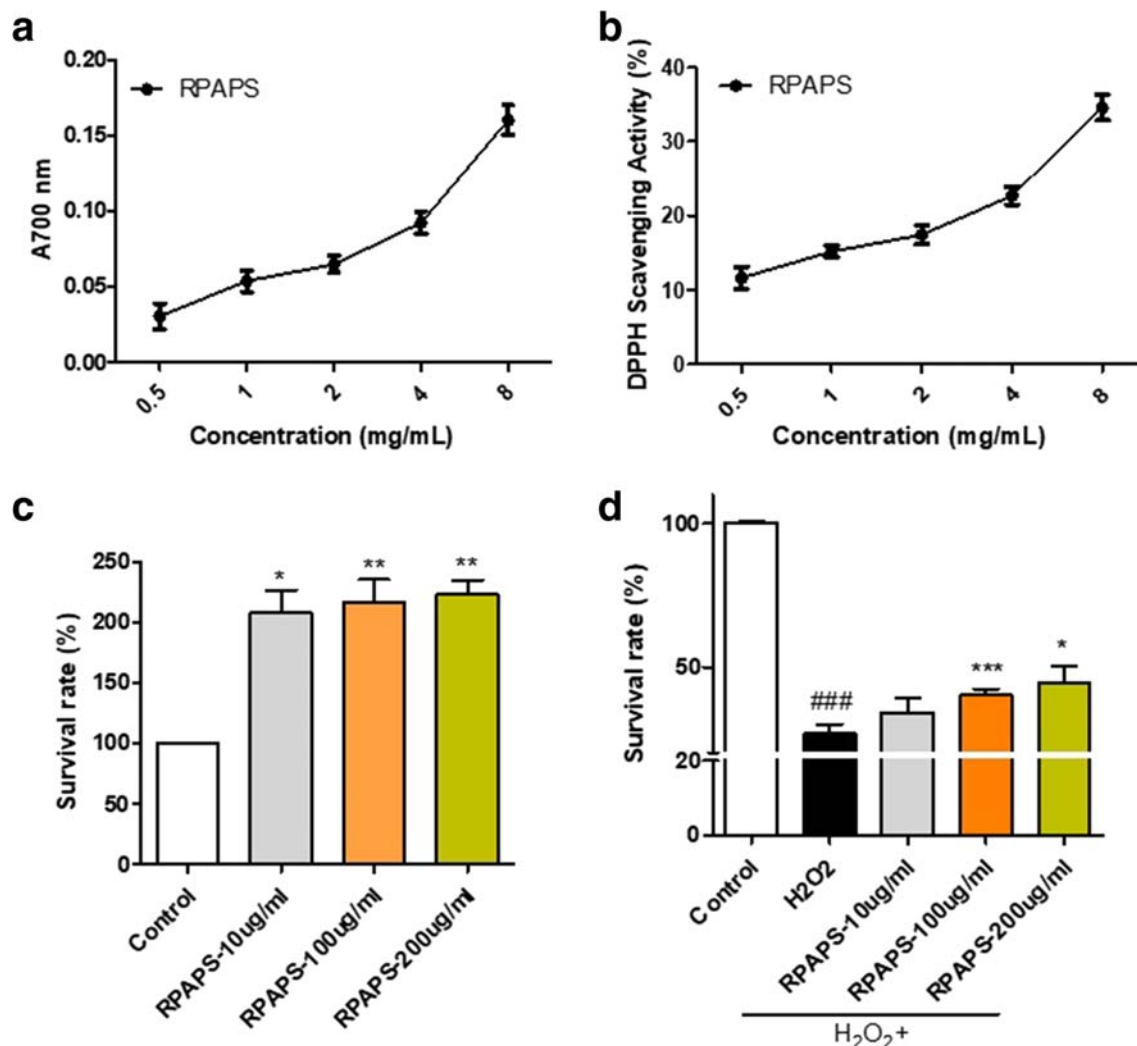 a
0.20
0.15
0.10
0.05
0.00
A700 nm
RPAPS
0.5 1 2 4 8
Concentration (mg/mL)
b
40
30
20
10
0
DPPH Scavenging Activity (%)
RPAPS
0.5 1 2 4 8
Concentration (mg/mL)
c
250
200
150
100
50
0
Survival rate (%)
* ** **
Control
RPAPS-10ug/ml
RPAPS-100ug/ml
RPAPS-200ug/ml
d
100
50
20
0
Survival rate (%)
### *** *
Control
H2O2
RPAPS-10ug/ml
RPAPS-100ug/ml
RPAPS-200ug/ml
H₂O₂+